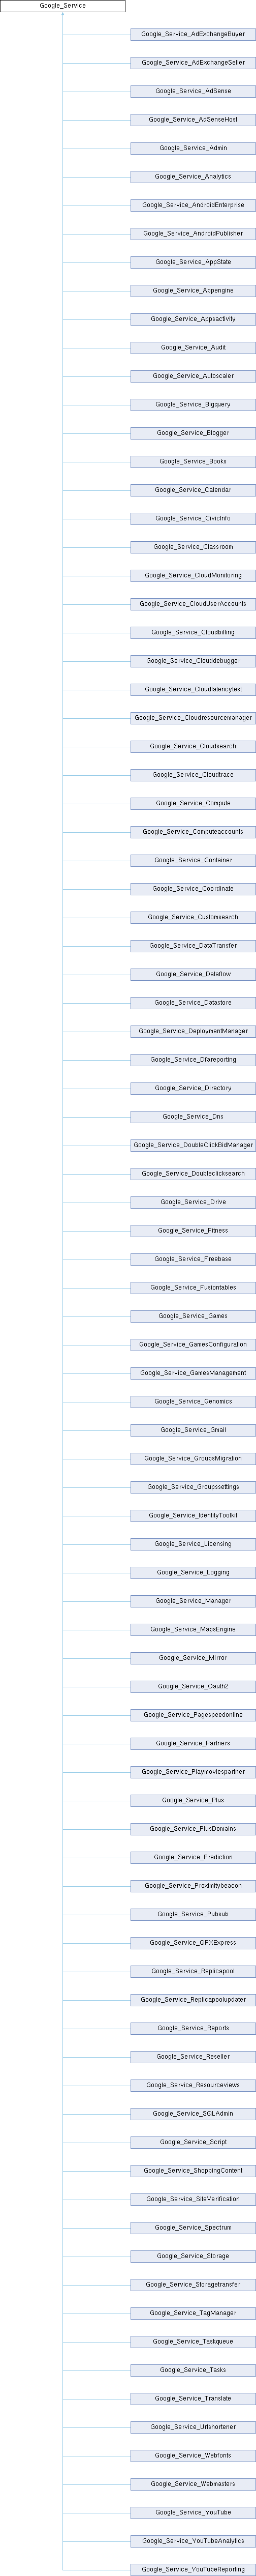 Google_Service
Google_Service_AdExchangeBuyer
Google_Service_AdExchangeSeller
Google_Service_AdSense
Google_Service_AdSenseHost
Google_Service_Admin
Google_Service_Analytics
Google_Service_AndroidEnterprise
Google_Service_AndroidPublisher
Google_Service_AppState
Google_Service_Appengine
Google_Service_Appsactivity
Google_Service_Audit
Google_Service_Autoscaler
Google_Service_Bigquery
Google_Service_Blogger
Google_Service_Books
Google_Service_Calendar
Google_Service_CivicInfo
Google_Service_Classroom
Google_Service_CloudMonitoring
Google_Service_CloudUserAccounts
Google_Service_Cloudbilling
Google_Service_Clouddebugger
Google_Service_Cloudlatencytest
Google_Service_Cloudresourcemanager
Google_Service_Cloudsearch
Google_Service_Cloudtrace
Google_Service_Compute
Google_Service_Computeaccounts
Google_Service_Container
Google_Service_Coordinate
Google_Service_Customsearch
Google_Service_DataTransfer
Google_Service_Dataflow
Google_Service_Datastore
Google_Service_DeploymentManager
Google_Service_Dfareporting
Google_Service_Directory
Google_Service_Dns
Google_Service_DoubleClickBidManager
Google_Service_Doubleclicksearch
Google_Service_Drive
Google_Service_Fitness
Google_Service_Freebase
Google_Service_Fusiontables
Google_Service_Games
Google_Service_GamesConfiguration
Google_Service_GamesManagement
Google_Service_Genomics
Google_Service_Gmail
Google_Service_GroupsMigration
Google_Service_Groupssettings
Google_Service_IdentityToolkit
Google_Service_Licensing
Google_Service_Logging
Google_Service_Manager
Google_Service_MapsEngine
Google_Service_Mirror
Google_Service_Oauth2
Google_Service_Pagespeedonline
Google_Service_Partners
Google_Service_Playmoviespartner
Google_Service_Plus
Google_Service_PlusDomains
Google_Service_Prediction
Google_Service_Proximitybeacon
Google_Service_Pubsub
Google_Service_QPXExpress
Google_Service_Replicapool
Google_Service_Replicapoolupdater
Google_Service_Reports
Google_Service_Reseller
Google_Service_Resourceviews
Google_Service_SQLAdmin
Google_Service_Script
Google_Service_ShoppingContent
Google_Service_SiteVerification
Google_Service_Spectrum
Google_Service_Storage
Google_Service_Storagetransfer
Google_Service_TagManager
Google_Service_Taskqueue
Google_Service_Tasks
Google_Service_Translate
Google_Service_Urlshortener
Google_Service_Webfonts
Google_Service_Webmasters
Google_Service_YouTube
Google_Service_YouTubeAnalytics
Google_Service_YouTubeReporting